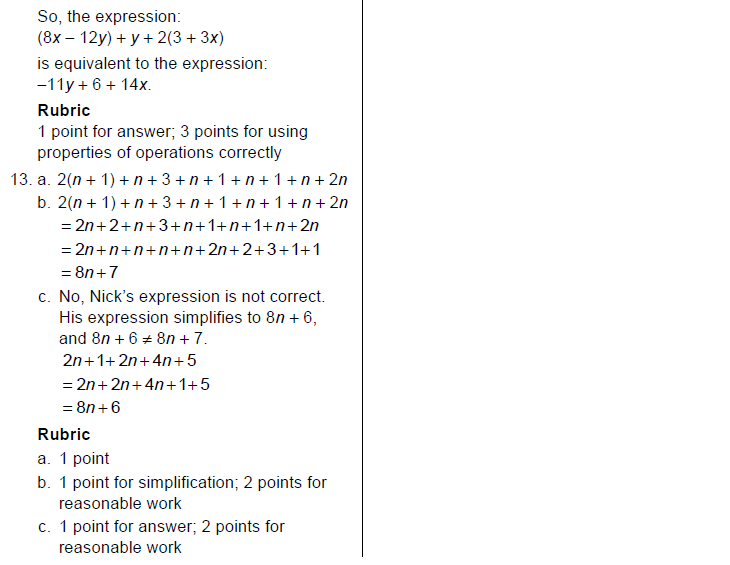 So, the expression:
(8x – 12y) + y + 2(3 + 3x)
is equivalent to the expression:
–11y + 6 + 14x.
Rubric
1 point for answer; 3 points for using
properties of operations correctly
13. a. 2(n + 1) + n + 3 + n + 1 + n + 1 + n + 2n
b. 2(n + 1) + n + 3 + n + 1 + n + 1 + n + 2n
= 2n+2+n+3+n+1+n+1+n+2n
= 2n+n+n+n+n+2n+2+3+1+1
= 8n+7
c. No, Nick's expression is not correct.
His expression simplifies to 8n + 6,
and 8n + 6 ≠ 8n + 7.
2n+1+2n+4n+5
= 2n+2n+4n+1+5
= 8n+6
Rubric
a. 1 point
b. 1 point for simplification; 2 points for
reasonable work
c. 1 point for answer; 2 points for
reasonable work